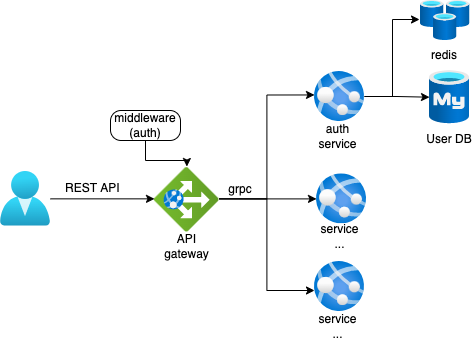 redis
My
User DB
auth
service
middleware
(auth)
REST API
grpc
API
gateway
service
...
service
...